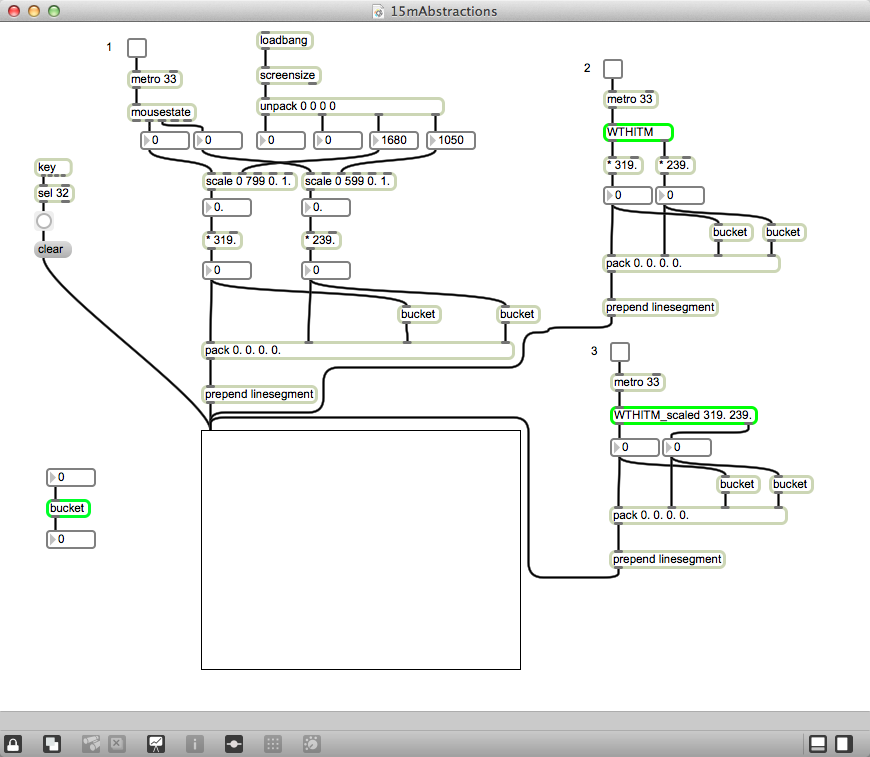 15mAbstractions
1
loadbang
metro 33
screensize
mousestate
unpack 0 0 0 0
0
0
0
0
1680
1050
key
sel 32
clear
scale 0 799 0. 1.
scale 0 599 0. 1.
0.
0.
* 319.
* 239.
0
0
bucket
bucket
pack 0. 0. 0. 0.
prepend linesegment
2
metro 33
WTHITM
* 319.
* 239.
0
0
bucket
bucket
pack 0. 0. 0. 0.
prepend linesegment
3
metro 33
WTHITM_scaled 319. 239.
0
0
bucket
bucket
pack 0. 0. 0. 0.
prepend linesegment
0
bucket
0